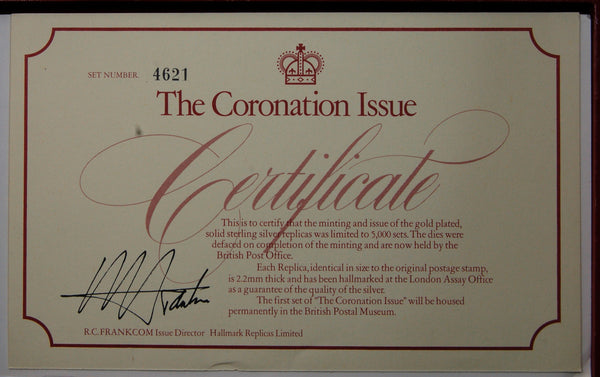 SET NUMBER 4621
The Coronation Issue
Certificate
This is to certify that the minting and issue of the gold plated,
solid sterling silver replicas was limited to 5,000 sets. The dies were
defaced on completion of the minting and are now held by the
British Post Office.
Each Replica, identical in size to the original postage stamp,
is 2.2mm thick and has been hallmarked at the London Assay Office
as a guarantee of the quality of the silver.
The first set of "The Coronation Issue" will be housed
permanently in the British Postal Museum.
R.C. FRANKCOM Issue Director Hallmark Replicas Limited